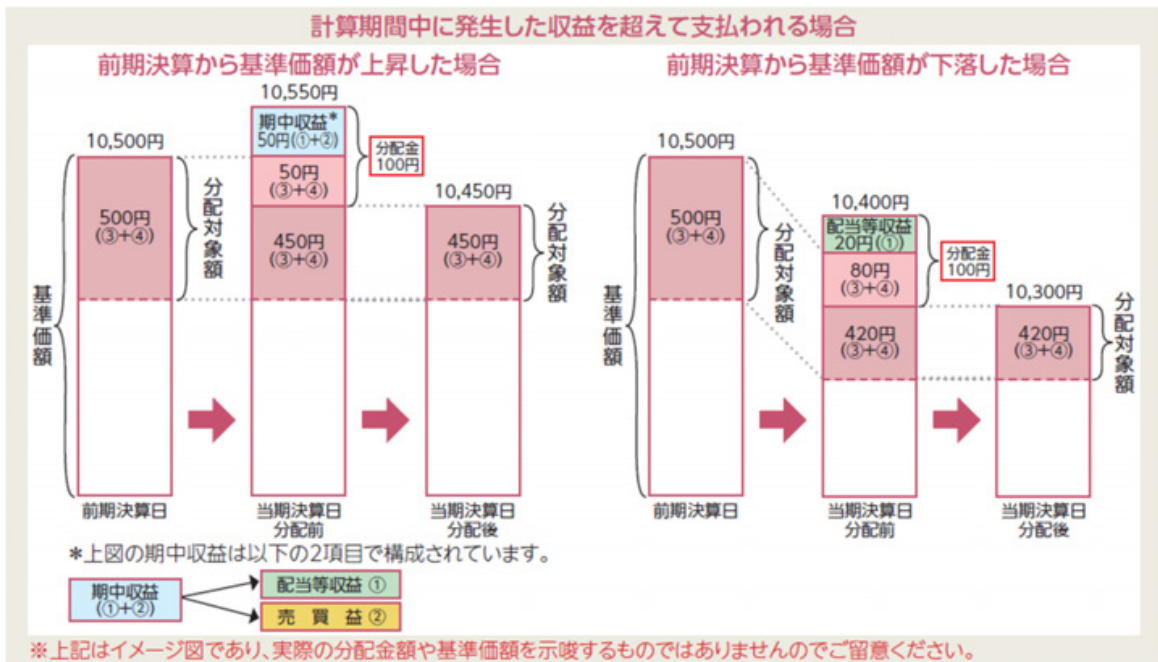 計算期間中に発生した収益を超えて支払われる場合
前期決算から基準価額が上昇した場合
10,550円
10,500円
期中収益*
50円(①+②)
分配金
100円
50円
(③+④)
10,450円
500円
(③+④)
分配対象額
450円
(③+④)
450円
(③+④)
分配対象額
基準価額
前期決算日
当期決算日
分配前
当期決算日
分配後
前期決算から基準価額が下落した場合
10,500円
10,400円
配当等収益
20円(①)
分配金
100円
500円
(③+④)
分配対象額
80円
(③+④)
10,300円
420円
(③+④)
420円
(③+④)
分配対象額
基準価額
前期決算日
当期決算日
分配前
当期決算日
分配後
*上図の期中収益は以下の2項目で構成されています。
期中収益
(①+②)
配当等収益 ①
売 買 益 ②
※上記はイメージ図であり、実際の分配金額や基準価額を示唆するものではありませんのでご留意ください。